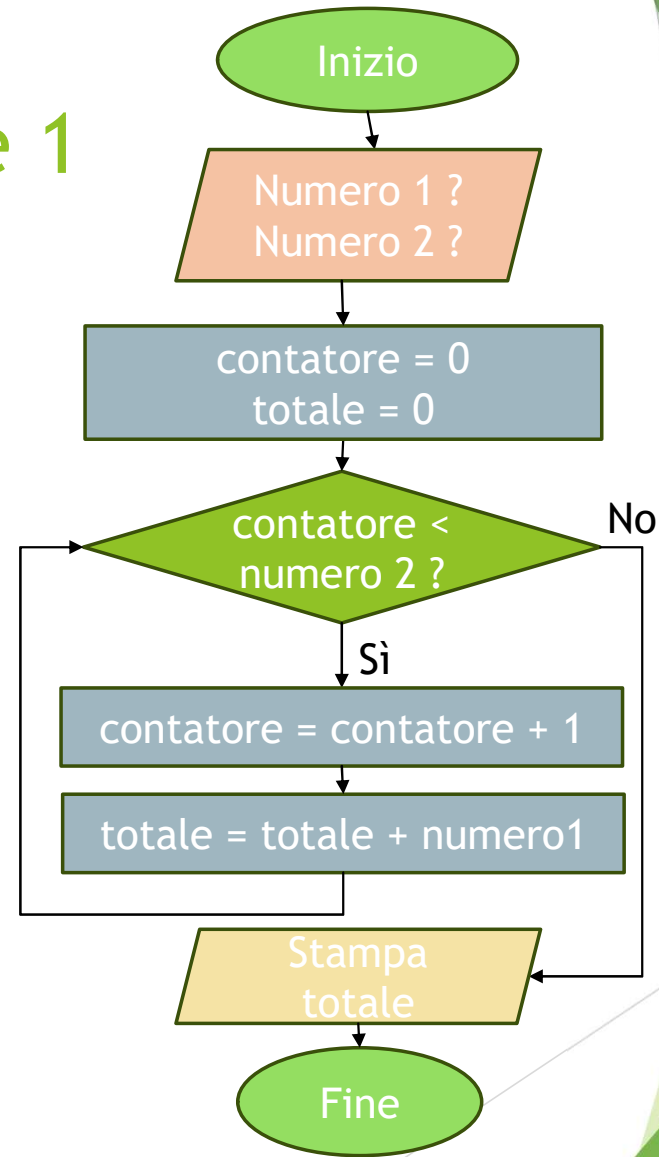 Inizio
e 1
Numero 1 ?
Numero 2 ?
contatore = 0
totale = 0
contatore <
numero 2 ?
No
Sì
contatore = contatore + 1
totale = totale + numero1
Stampa
totale
Fine